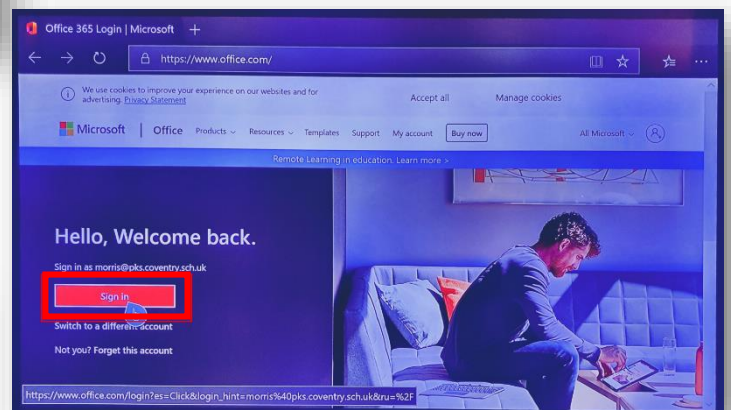 Office 365 Login | Microsoft
https://www.office.com/
We use cookies to improve your experience on our websites and for
advertising. Privacy Statement
Accept all
Manage cookies
Microsoft | Office Products Resources Templates Support My account Buy now All Microsoft
Remote Learning in education. Learn more >
Hello, Welcome back.
Sign in as morris@pks.coventry.sch.uk
Sign in
Switch to a different account
Not you? Forget this account
https://www.office.com/login?es=Click&login_hint=morris%40pks.coventry.sch.uk&ru=%2F